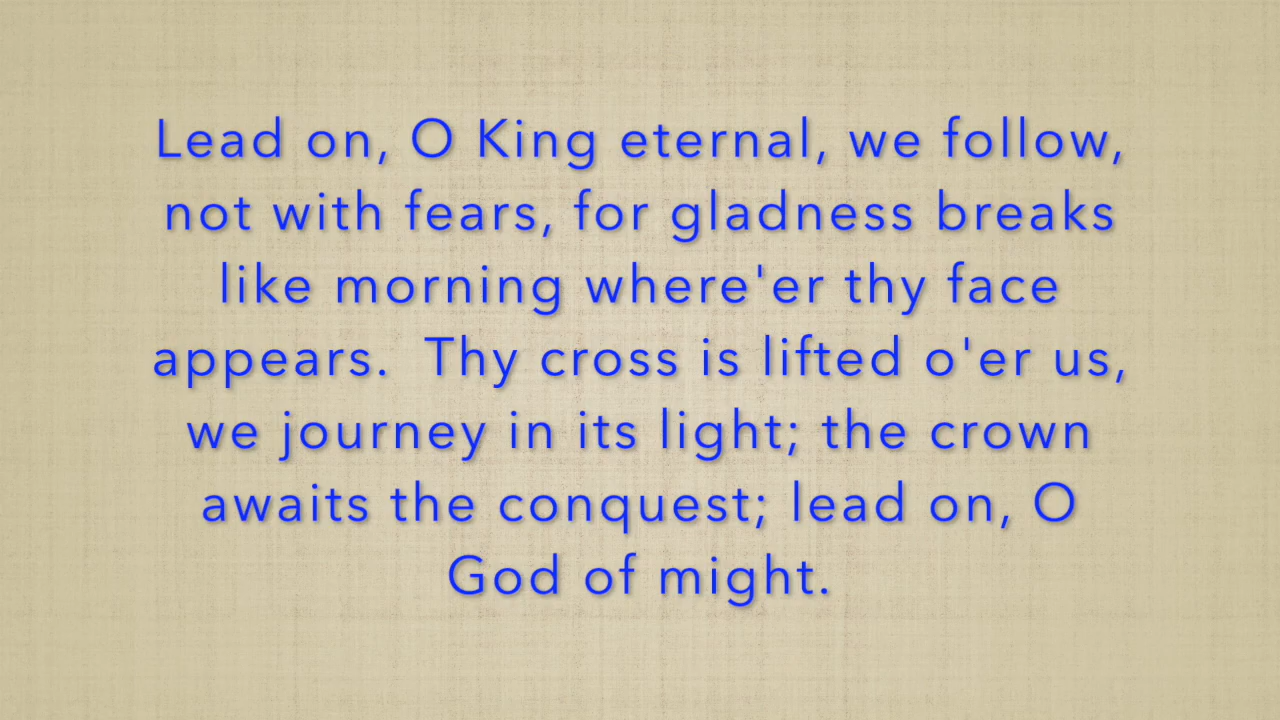 Lead on, O King eternal, we follow,
not with fears, for gladness breaks
like morning where'er thy face
appears.  Thy cross is lifted o'er us,
we journey in its light; the crown
awaits the conquest; lead on, O
God of might.